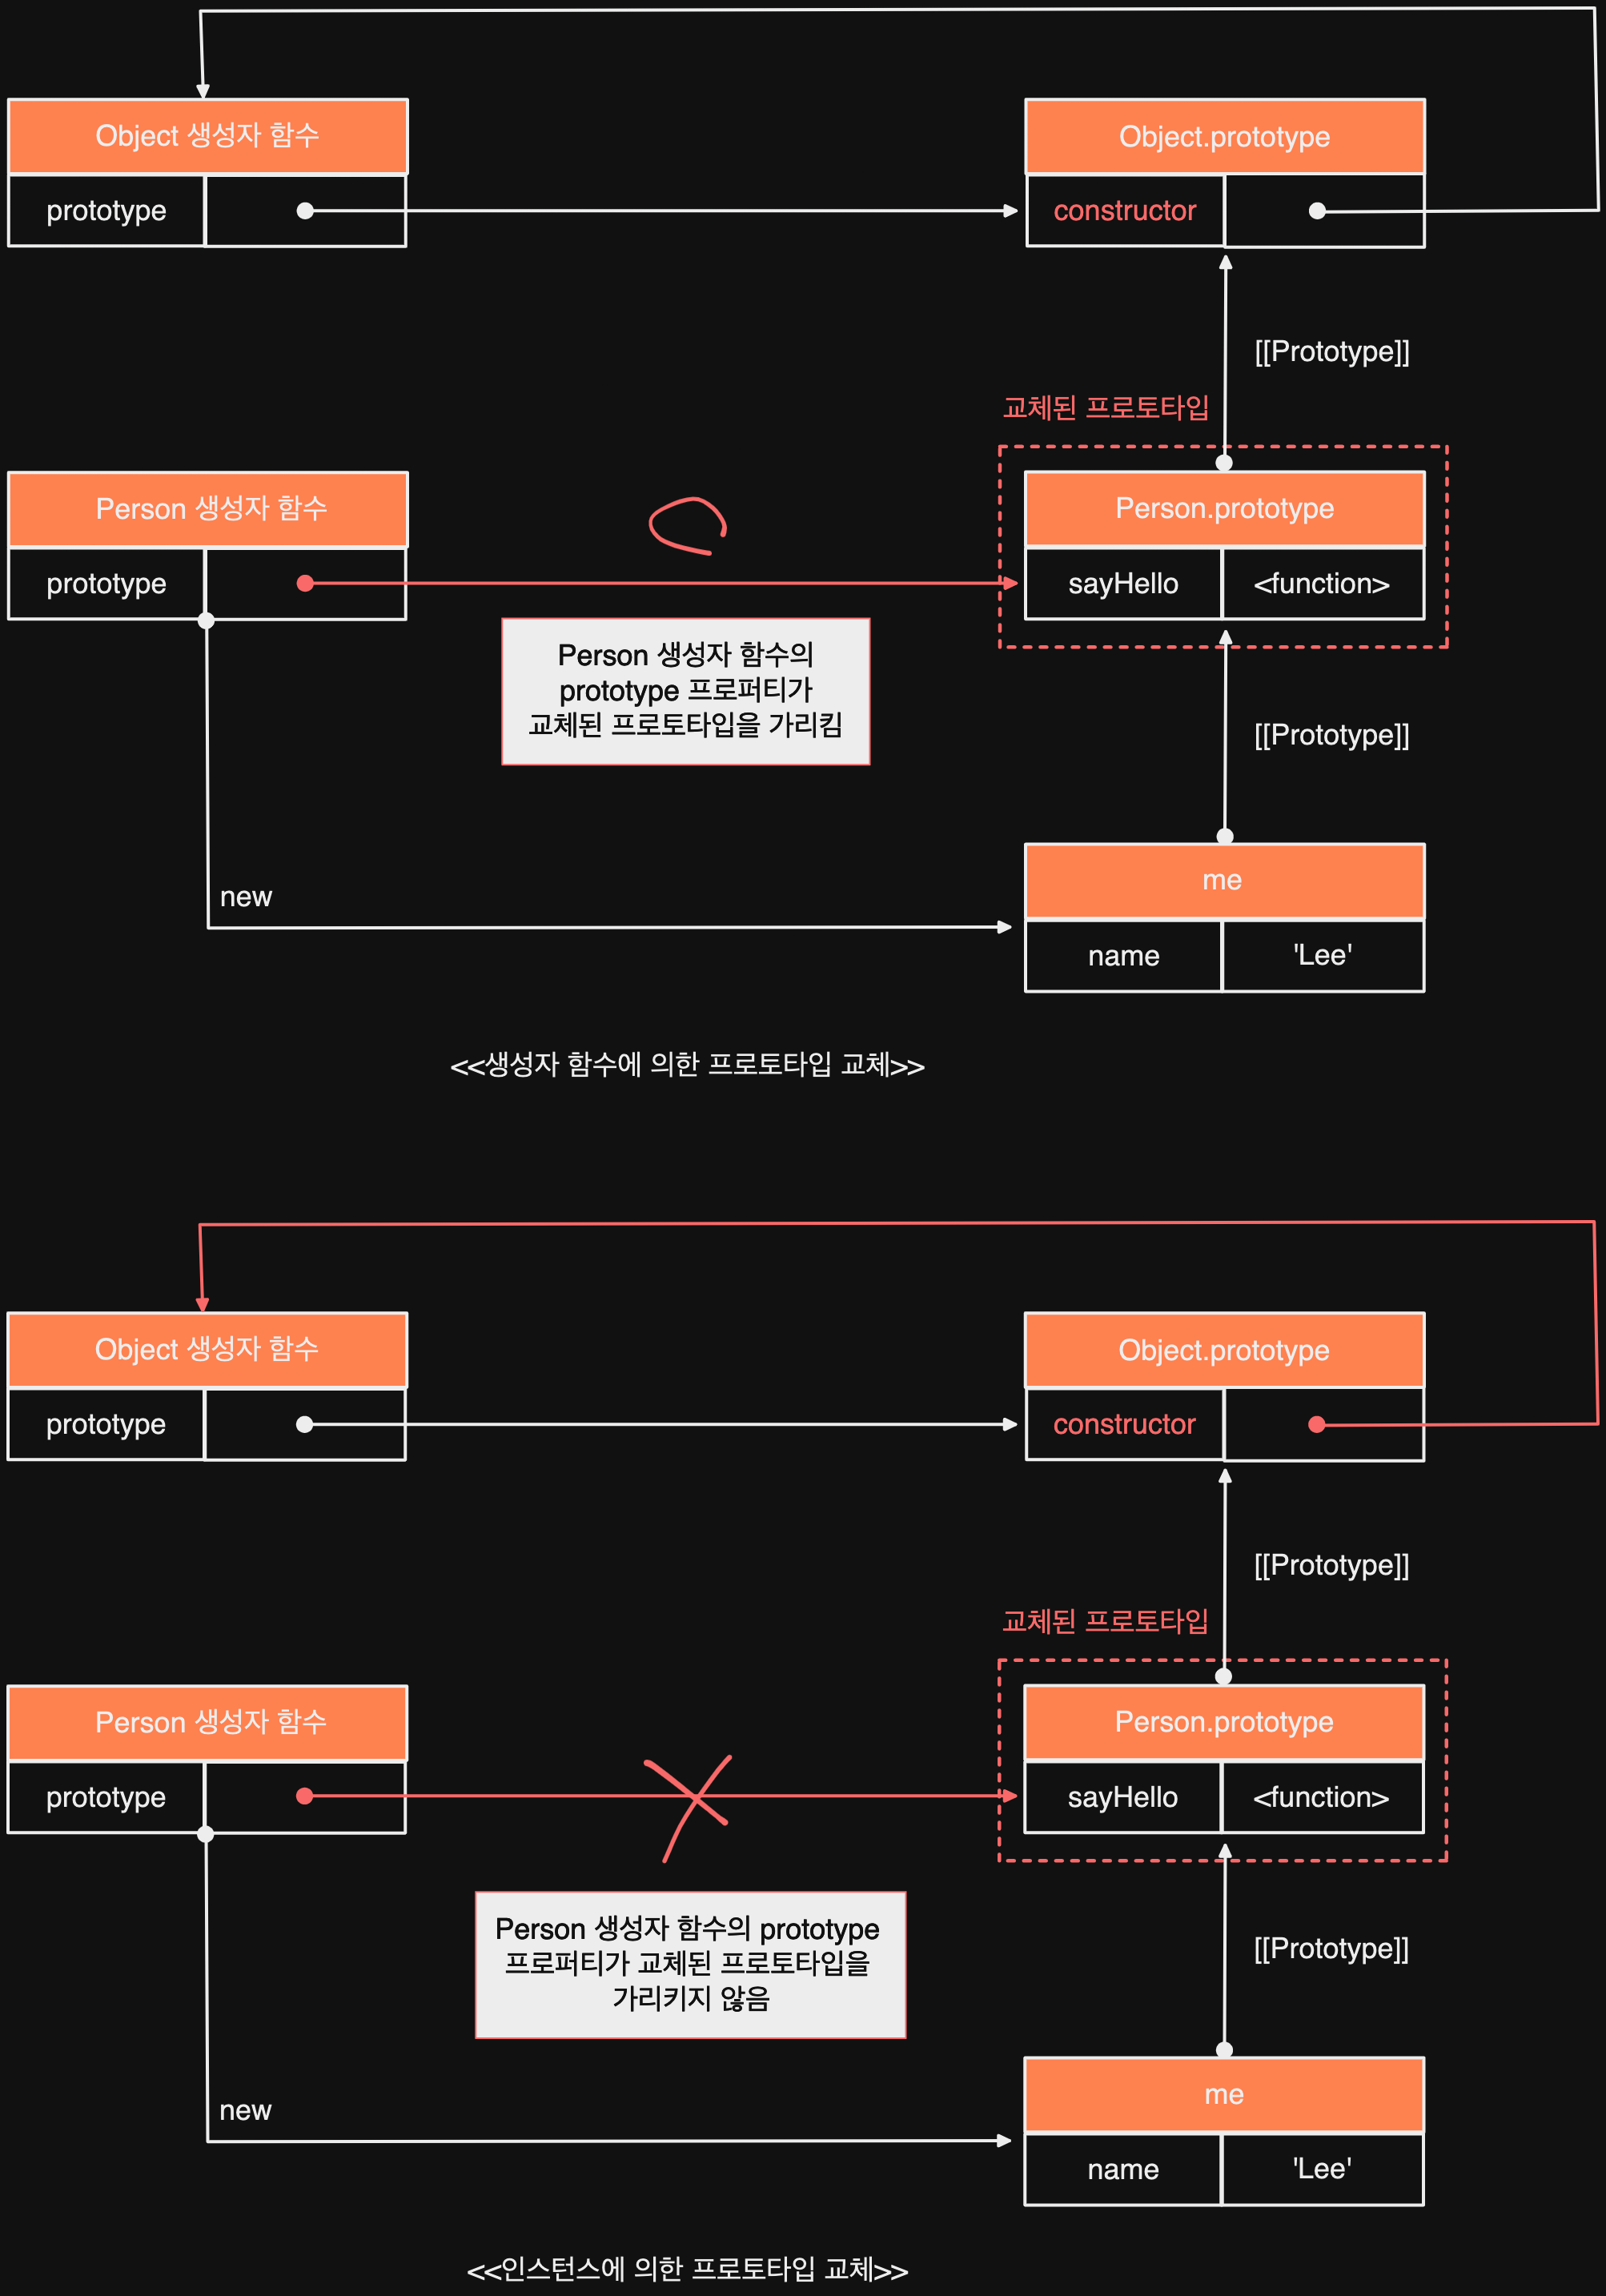 Object 생성자 함수
Object.prototype
prototype
constructor
[[Prototype]]
교체된 프로토타입
Person 생성자 함수
Person.prototype
prototype
sayHello
<function>
Person 생성자 함수의
prototype 프로퍼티가
교체된 프로토타입을 가리킴
[[Prototype]]
me
new
name
'Lee'
<<생성자 함수에 의한 프로토타입 교체>>
Object 생성자 함수
Object.prototype
prototype
constructor
[[Prototype]]
교체된 프로토타입
Person 생성자 함수
Person.prototype
prototype
sayHello
<function>
Person 생성자 함수의 prototype
프로퍼티가 교체된 프로토타입을
가리키지 않음
[[Prototype]]
me
new
name
'Lee'
<<인스턴스에 의한 프로토타입 교체>>